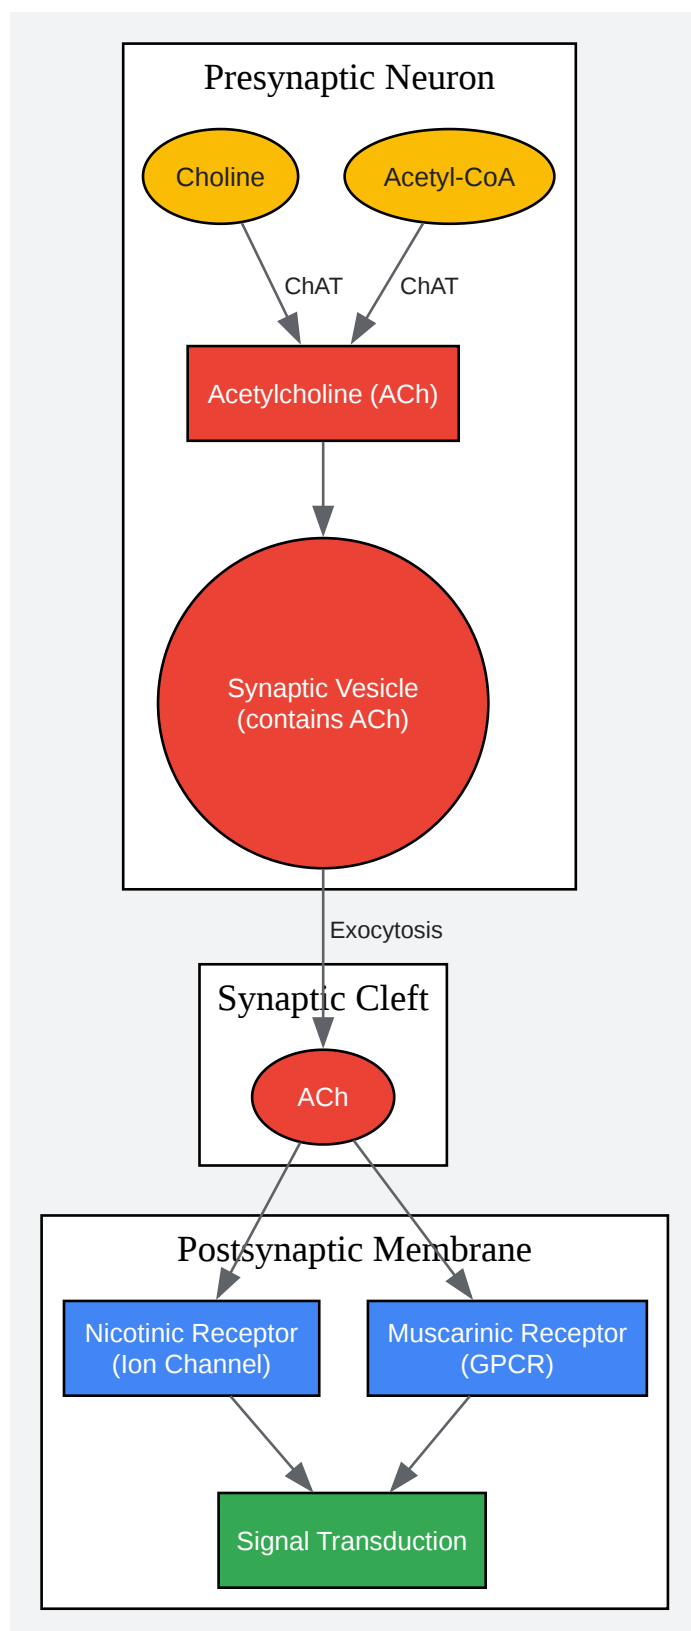 Presynaptic Neuron
Choline
Acetyl-CoA
ChAT
ChAT
Acetylcholine (ACh)
Synaptic Vesicle
(contains ACh)
Exocytosis
Synaptic Cleft
ACh
Postsynaptic Membrane
Nicotinic Receptor
(Ion Channel)
Muscarinic Receptor
(GPCR)
Signal Transduction